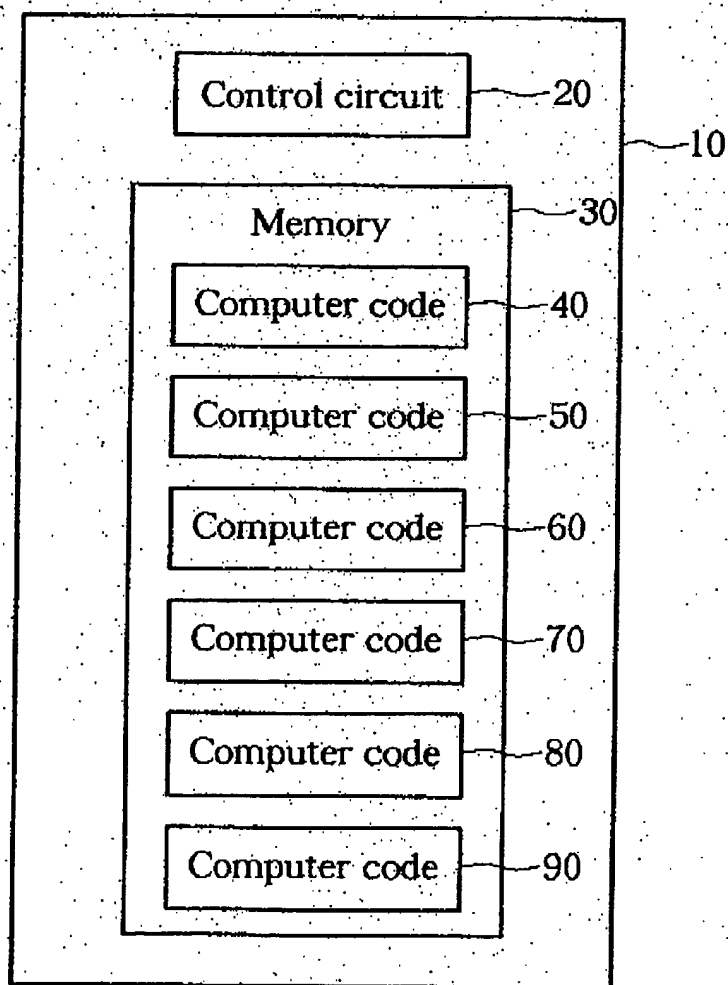 Control circuit 20
10
Memory 30
Computer code 40
Computer code 50
Computer code 60
Computer code 70
Computer code 80
Computer code 90